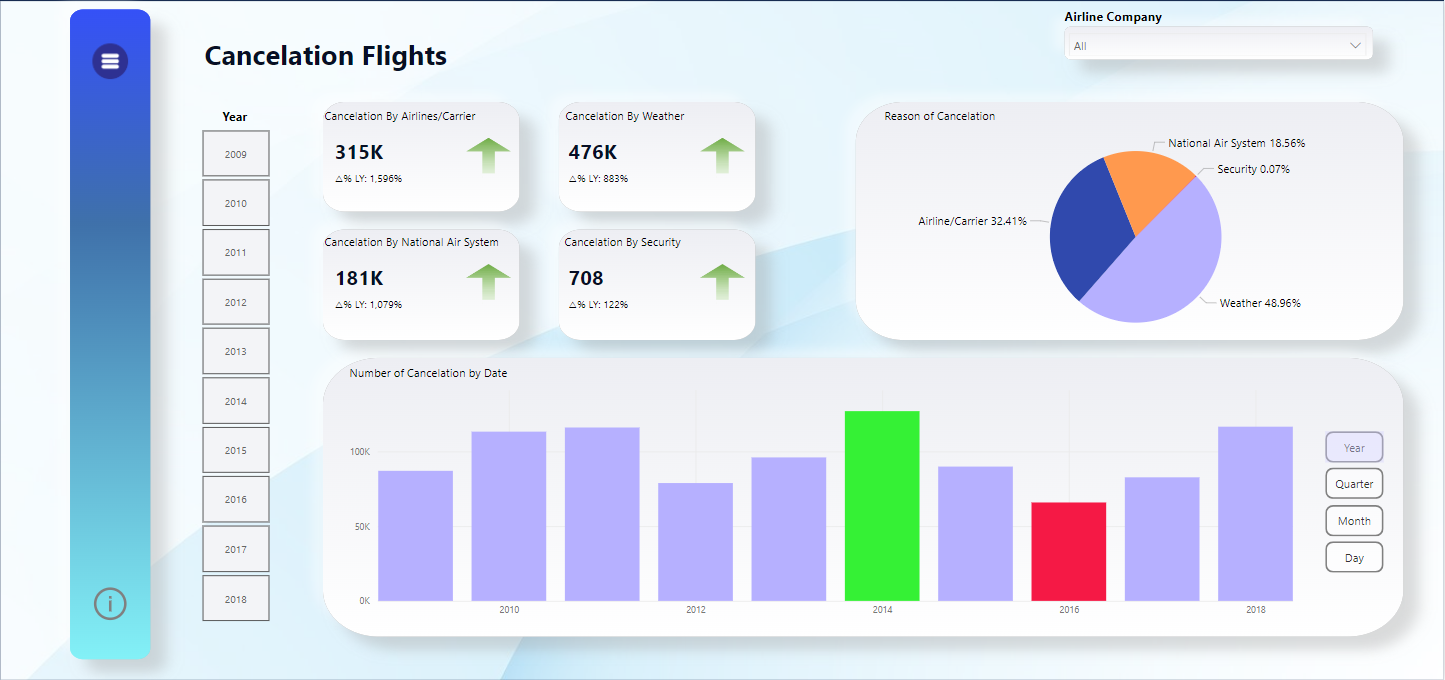 Airline Company
All
Cancelation Flights
Year
2009
2010
2011
2012
2013
2014
2015
2016
2017
2018
Cancelation By Airlines/Carrier
315K
△% LY: 1,596%
Cancelation By Weather
476K
△% LY: 883%
Cancelation By National Air System
181K
△% LY: 1,079%
Cancelation By Security
708
△% LY: 122%
Reason of Cancelation
National Air System 18.56%
Security 0.07%
Airline/Carrier 32.41%
Weather 48.96%
Number of Cancelation by Date
100K
50K
0K
2010
2012
2014
2016
2018
Year
Quarter
Month
Day